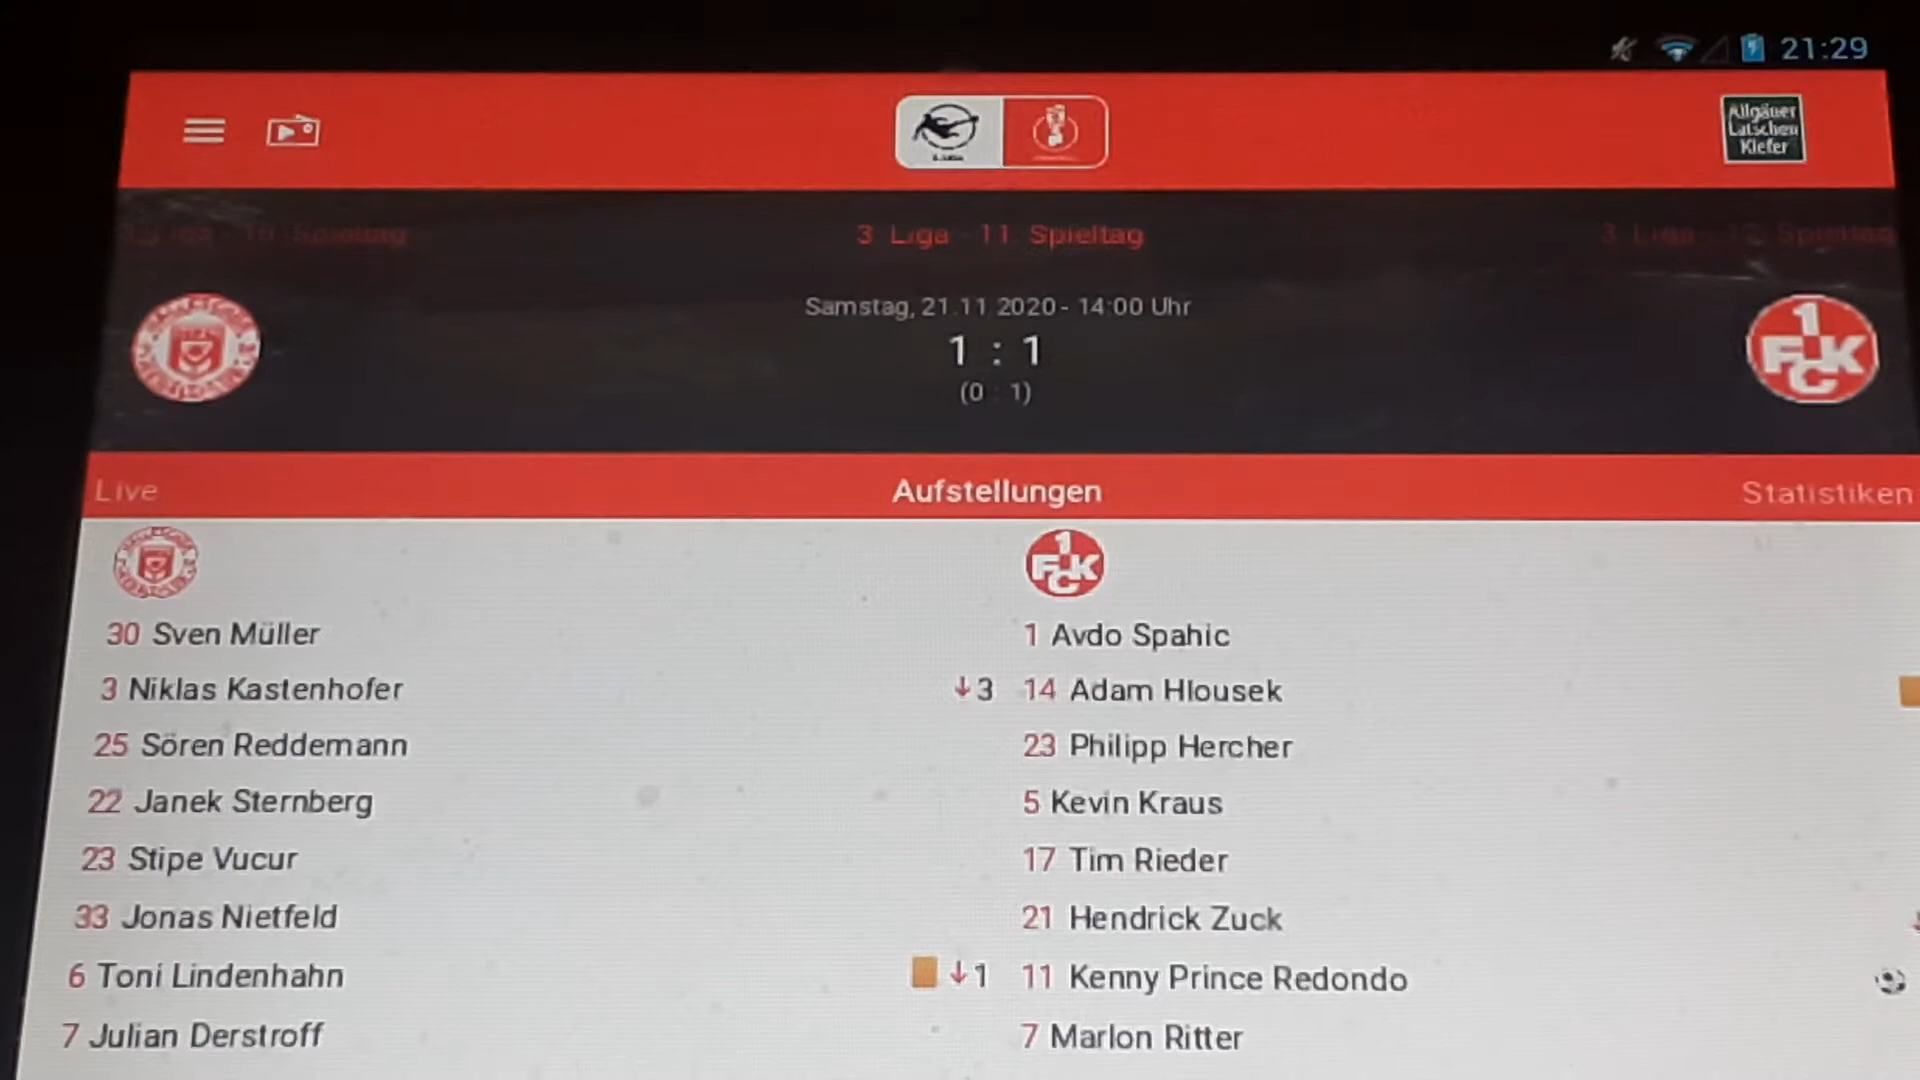 21:29
Allgäuer
Latschen
Kiefer
3 Liga - 11 Spieltag
Samstag, 21.11 2020 - 14:00 Uhr
1 : 1
(0 : 1)
Live Aufstellungen Statistiken
1
FCK
30 Sven Müller
1 Avdo Spahic
3 Niklas Kastenhofer ↓3
14 Adam Hlousek
25 Sören Reddemann
23 Philipp Hercher
22 Janek Sternberg
5 Kevin Kraus
23 Stipe Vucur
17 Tim Rieder
33 Jonas Nietfeld
21 Hendrick Zuck
6 Toni Lindenhahn ↓1
11 Kenny Prince Redondo
7 Julian Derstroff
7 Marlon Ritter